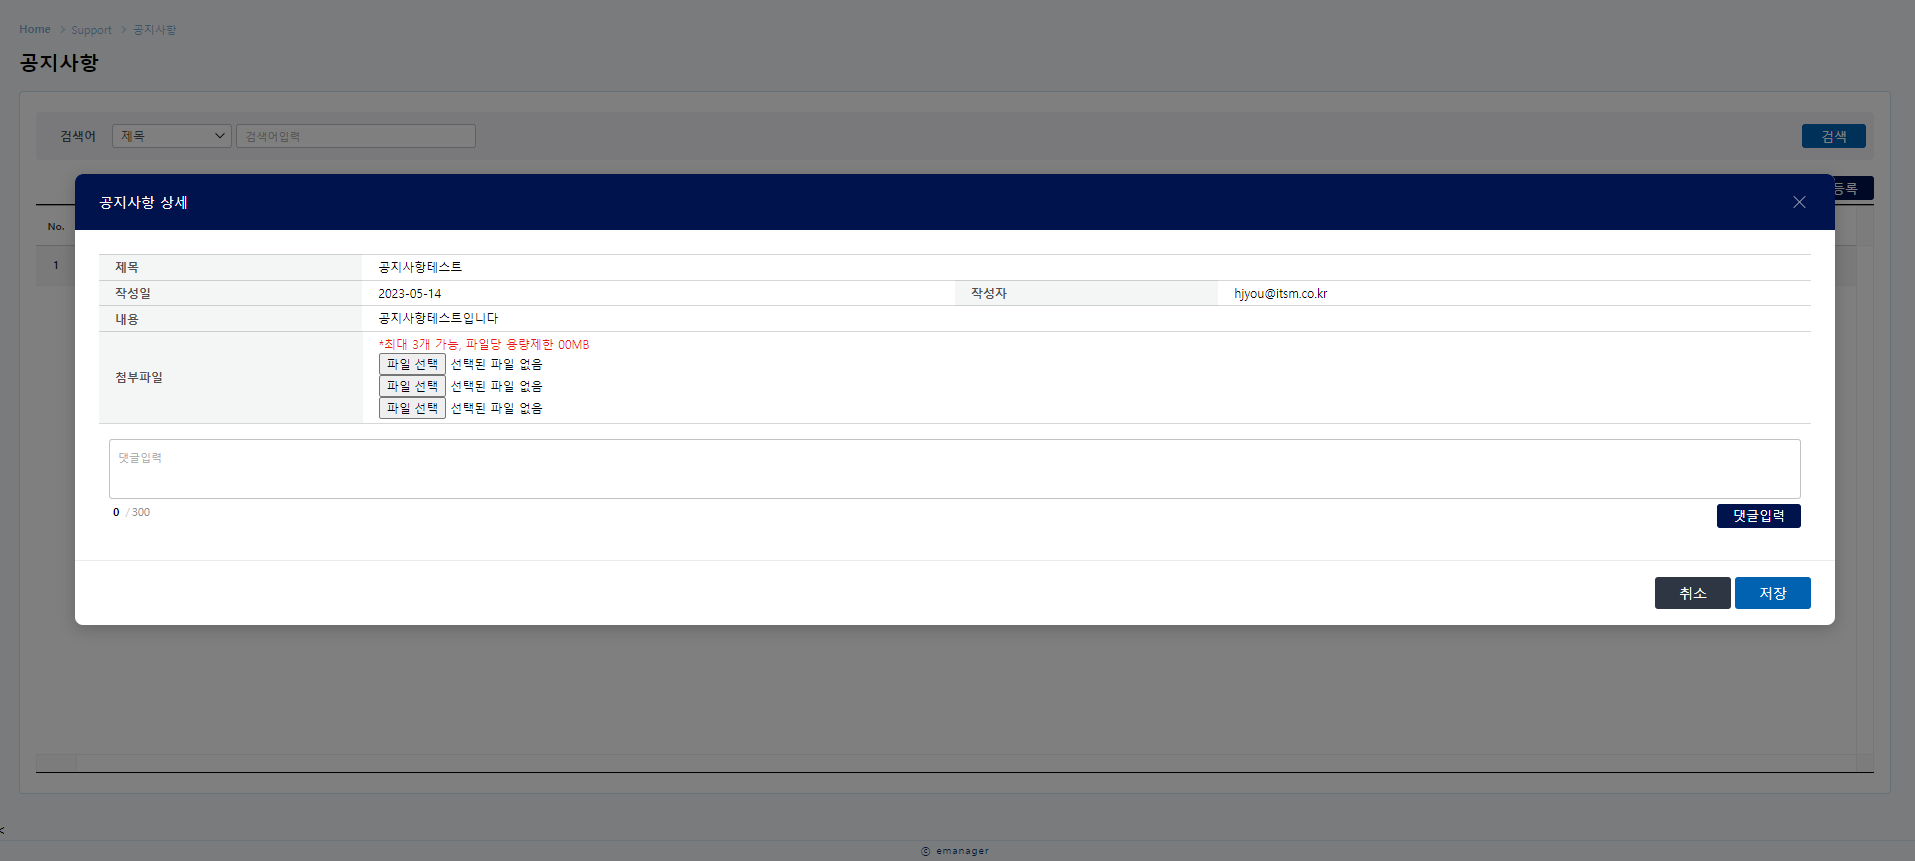 Home > Support > 공지사항
공지사항
검색어 제목 검색어입력 검색
등록
No.
1
공지사항 상세
제목 공지사항테스트
작성일 2023-05-14 작성자 hjyou@itsm.co.kr
내용 공지사항테스트입니다
첨부파일
*최대 3개 가능, 파일당 용량제한 00MB
파일 선택 선택된 파일 없음
파일 선택 선택된 파일 없음
파일 선택 선택된 파일 없음
댓글입력
0 / 300
댓글입력
취소 저장
<
ⓒ emanager